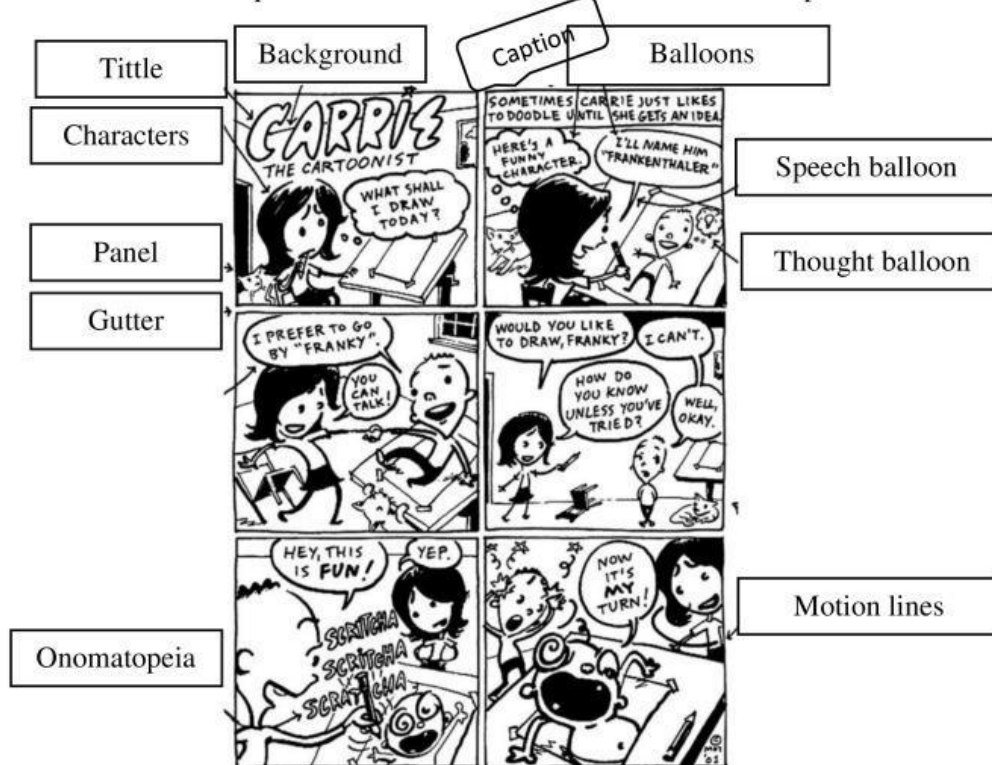 Tittle
Background
Caption
Balloons
Characters
Panel
Gutter
Onomatopeia
Speech balloon
Thought balloon
Motion lines
CARRIE
THE CARTOONIST
WHAT SHALL
I DRAW
TODAY?
SOMETIMES CARRIE JUST LIKES
TO DOODLE UNTIL SHE GETS AN IDEA.
HERE'S A
FUNNY
CHARACTER.
I'LL NAME HIM
"FRANKENTHALER"
I PREFER TO GO
BY "FRANKY".
YOU
CAN
TALK!
WOULD YOU LIKE
TO DRAW, FRANKY?
I CAN'T.
HOW DO
YOU KNOW
UNLESS YOU'VE
TRIED?
WELL,
OKAY.
HEY, THIS
IS FUN!
YEP.
SCRITCHA
SCRITCHA
SCRATCHA
NOW
IT'S
MY
TURN!
©
'02